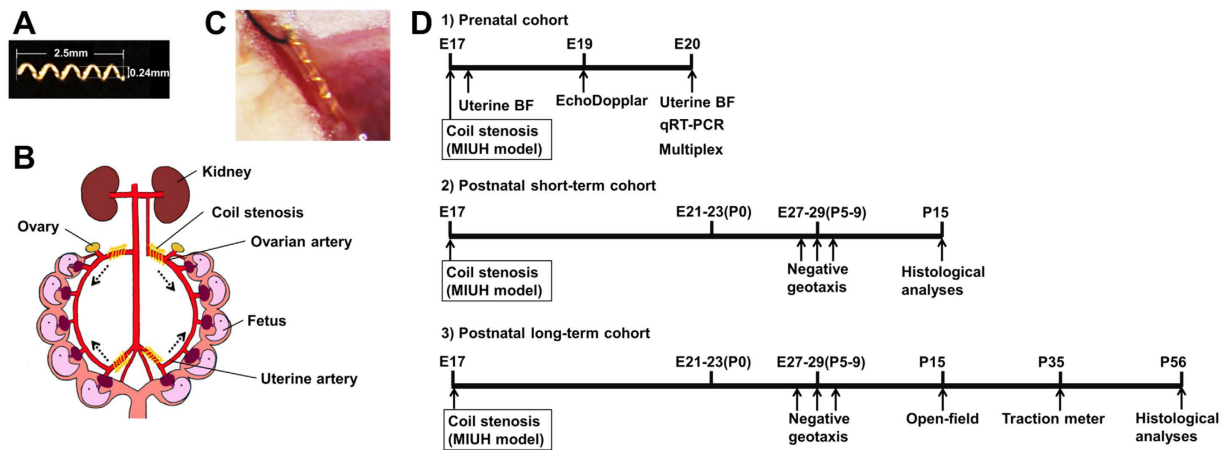 A
2.5mm
0.24mm
B
Kidney
Coil stenosis
Ovary
Ovarian artery
Fetus
Uterine artery
C
D
1) Prenatal cohort
E17 E19 E20
Uterine BF EchoDopplar Uterine BF
qRT-PCR
Multiplex
Coil stenosis
(MIUH model)
2) Postnatal short-term cohort
E17 E21-23(P0) E27-29(P5-9) P15
Coil stenosis
(MIUH model)
Negative
geotaxis
Histological
analyses
3) Postnatal long-term cohort
E17 E21-23(P0) E27-29(P5-9) P15 P35 P56
Coil stenosis
(MIUH model)
Negative
geotaxis
Open-field
Traction meter
Histological
analyses